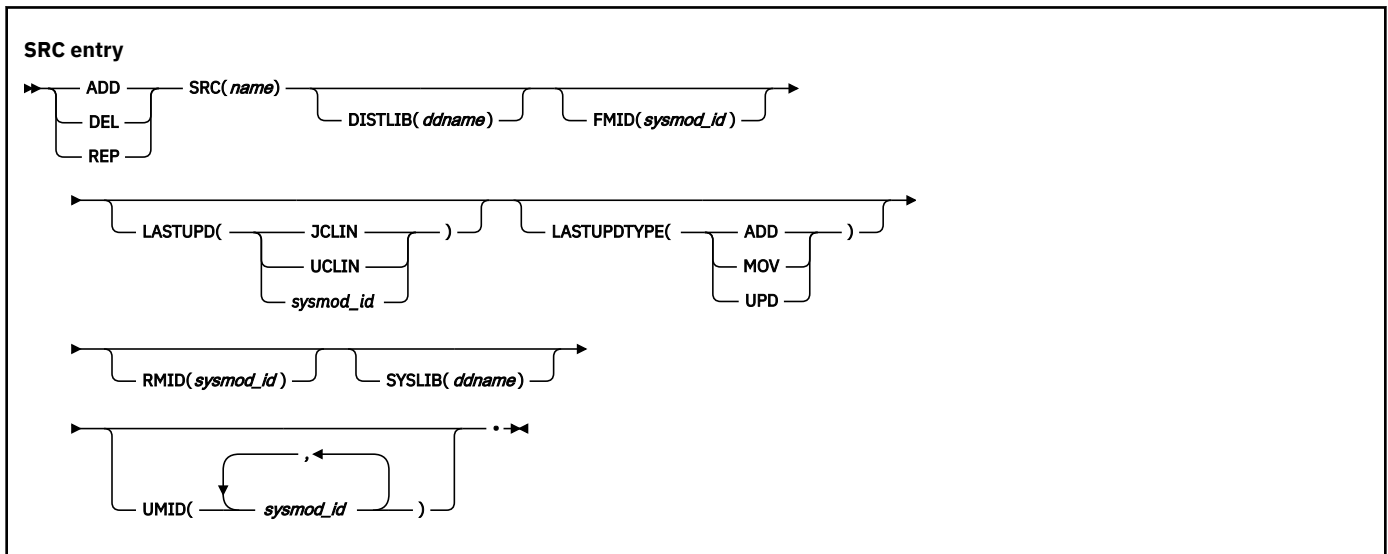 SRC entry
ADD SRC(name)
DEL DISTLIB(ddname) FMID(sysmod_id)
REP
LASTUPD( JCLIN ) LASTUPDTYPE( ADD )
UCLIN MOV
sysmod_id UPD
RMID(sysmod_id) SYSLIB(ddname)
.
,
UMID( sysmod_id )